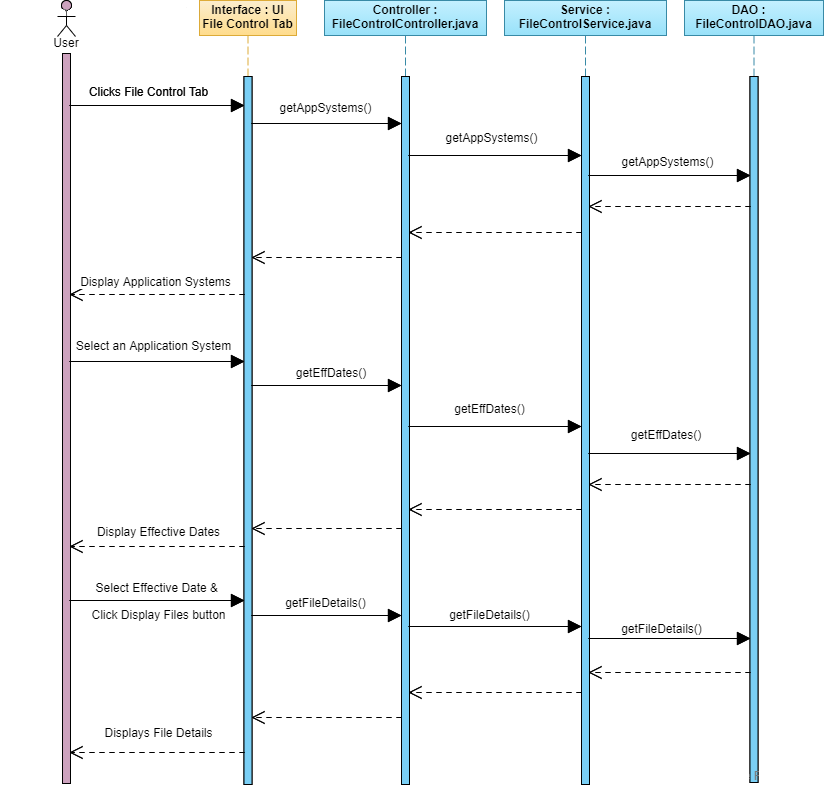 User
Interface : UI
File Control Tab
Controller :
FileControlController.java
Service :
FileControlService.java
DAO :
FileControlDAO.java
Clicks File Control Tab
getAppSystems()
getAppSystems()
getAppSystems()
Display Application Systems
Select an Application System
getEffDates()
getEffDates()
getEffDates()
Display Effective Dates
Select Effective Date &
Click Display Files button
getFileDetails()
getFileDetails()
getFileDetails()
Displays File Details